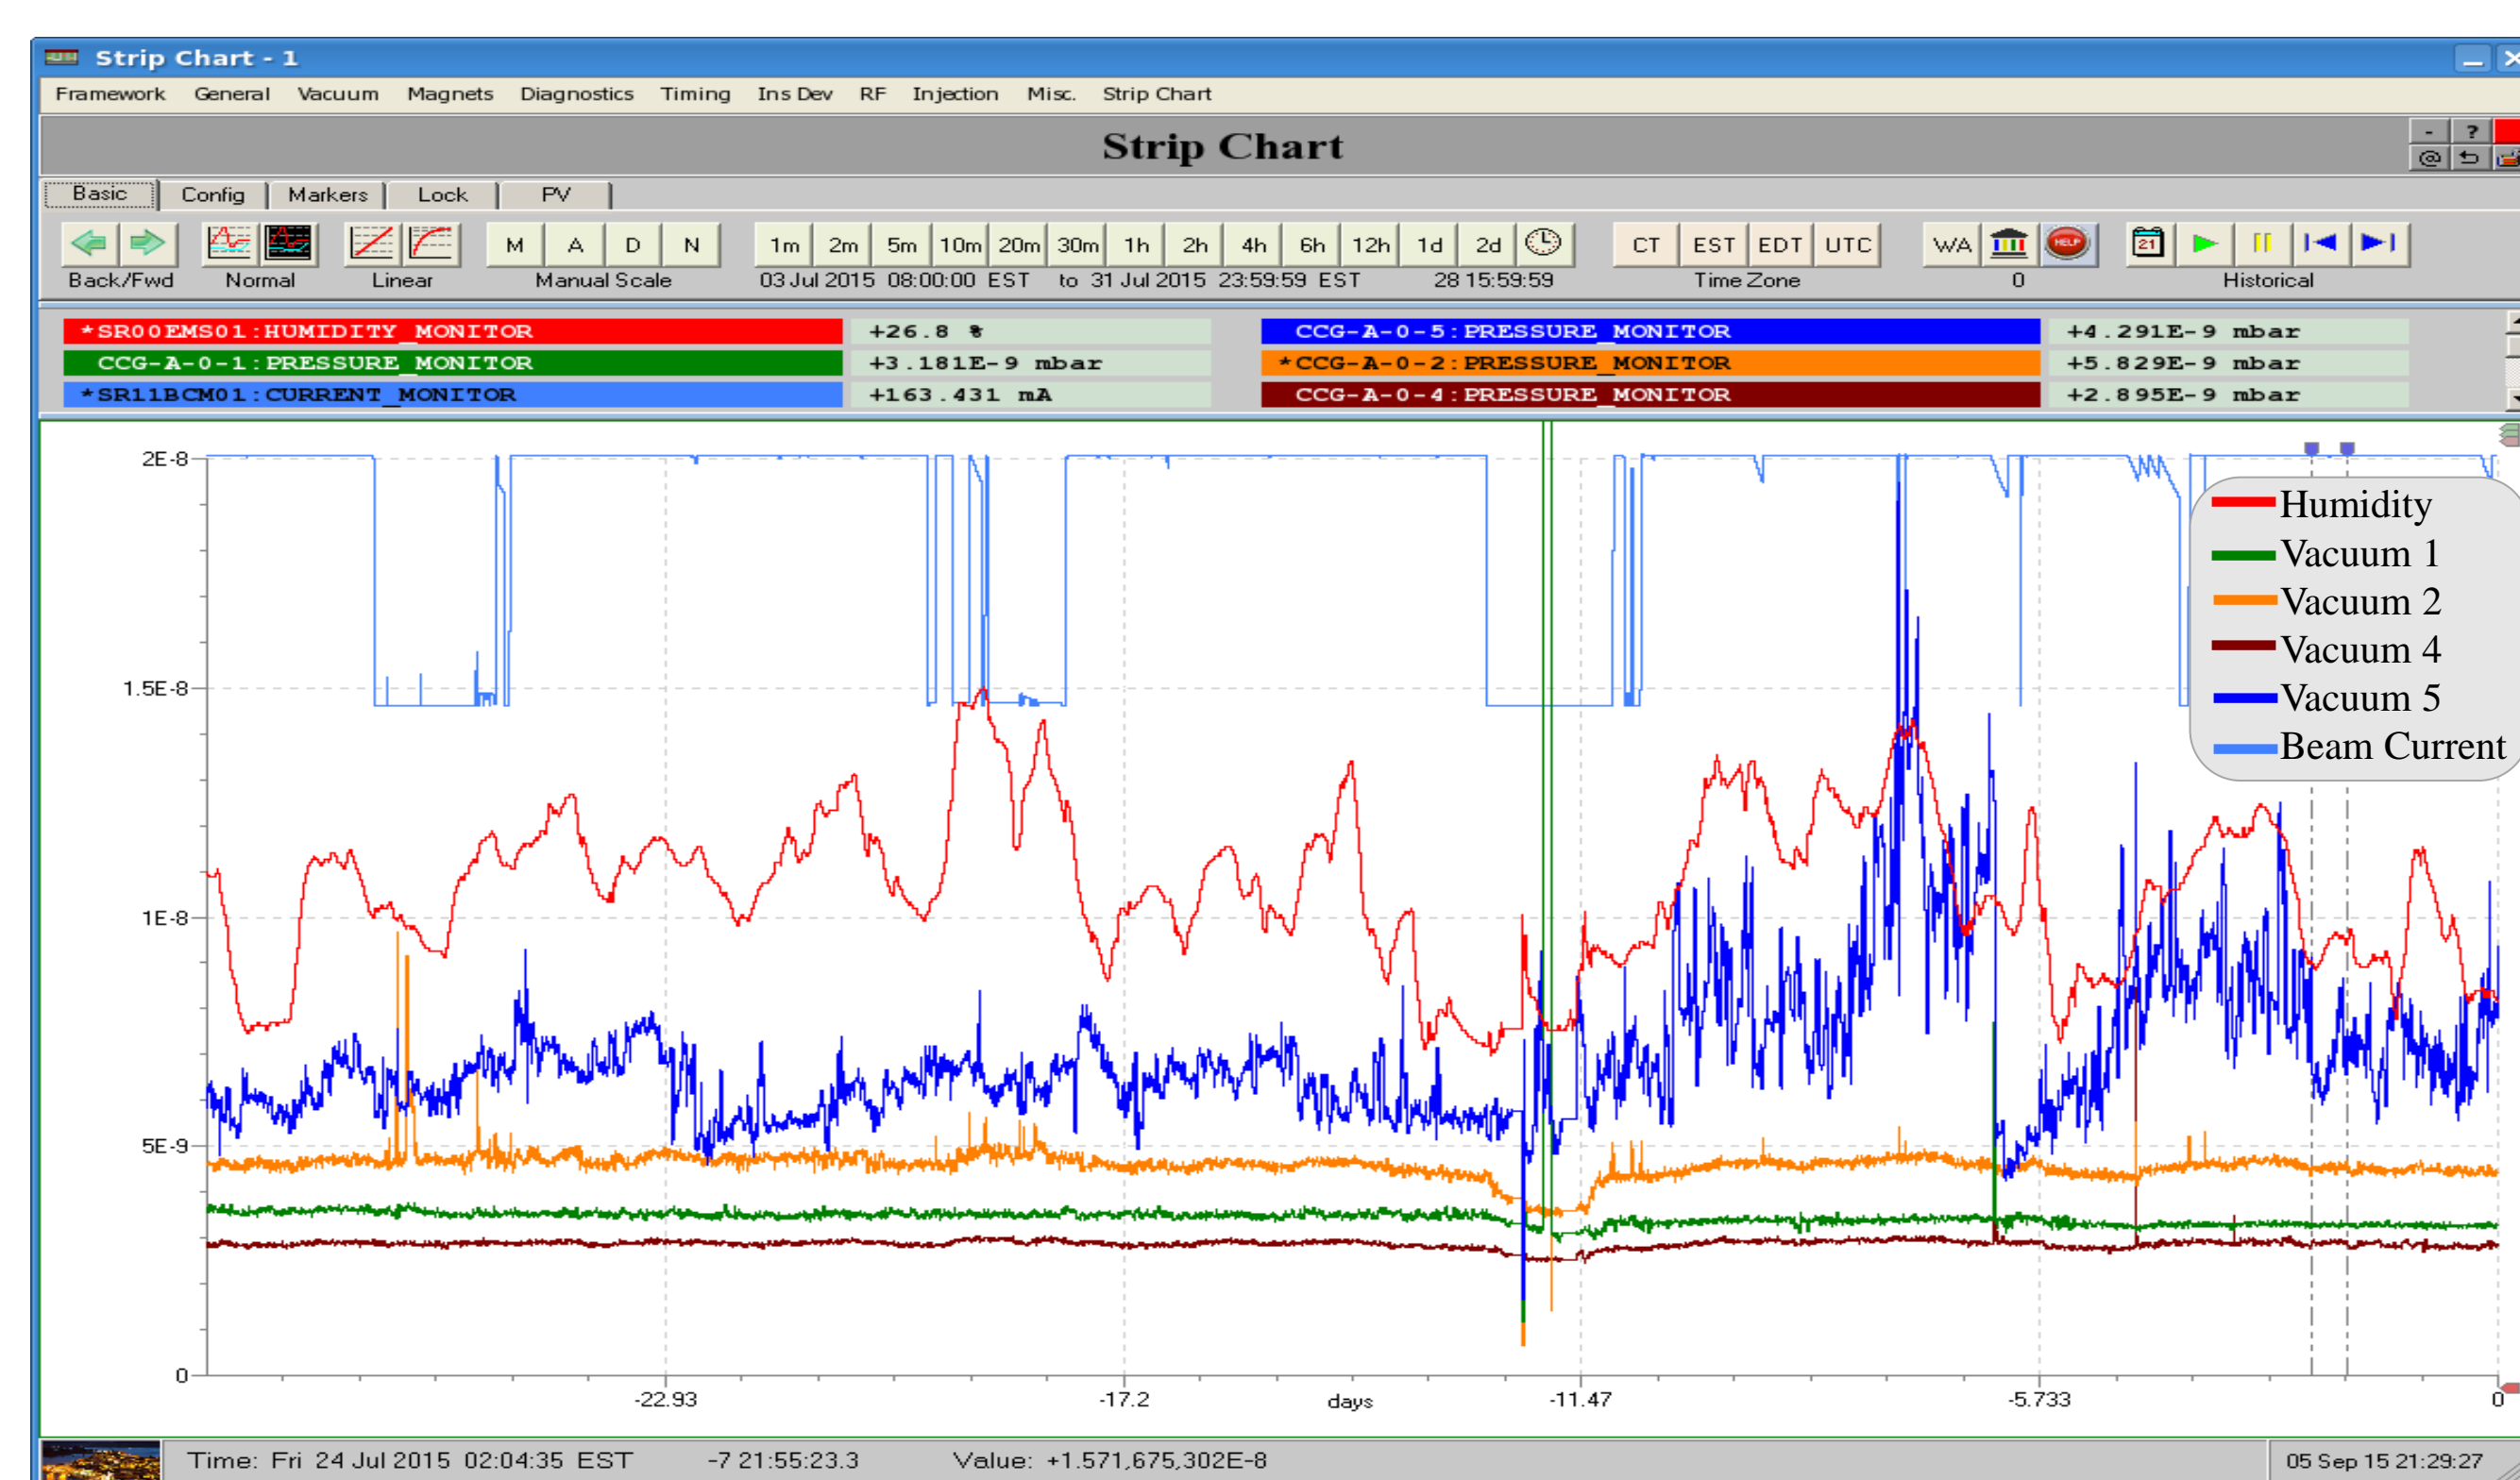 Strip Chart - 1
Framework General Vacuum Magnets Diagnostics Timing Ins Dev RF Injection Misc. Strip Chart
Strip Chart
- ?
@
Basic Config Markers Lock PV
M A D N 1m 2m 5m 10m 20m 30m 1h 2h 4h 6h 12h 1d 2d CT EST EDT UTC WA HELP 21
Back/Fwd Normal Linear Manual Scale 03 Jul 2015 08:00:00 EST to 31 Jul 2015 23:59:59 EST 28 15:59:59 Time Zone 0 Historical
*SR00EMS01:HUMIDITY_MONITOR +26.8 % CCG-A-0-5:PRESSURE_MONITOR +4.291E-9 mbar
CCG-A-0-1:PRESSURE_MONITOR +3.181E-9 mbar *CCG-A-0-2:PRESSURE_MONITOR +5.829E-9 mbar
*SR11BCM01:CURRENT_MONITOR +163.431 mA CCG-A-0-4:PRESSURE_MONITOR +2.895E-9 mbar
2E-8
Humidity
Vacuum 1
Vacuum 2
Vacuum 4
1.5E-8
Vacuum 5
Beam Current
1E-8
5E-9
0
-22.93 -17.2 days -11.47 -5.733 0
Time: Fri 24 Jul 2015 02:04:35 EST -7 21:55:23.3 Value: +1.571,675,302E-8 05 Sep 15 21:29:27